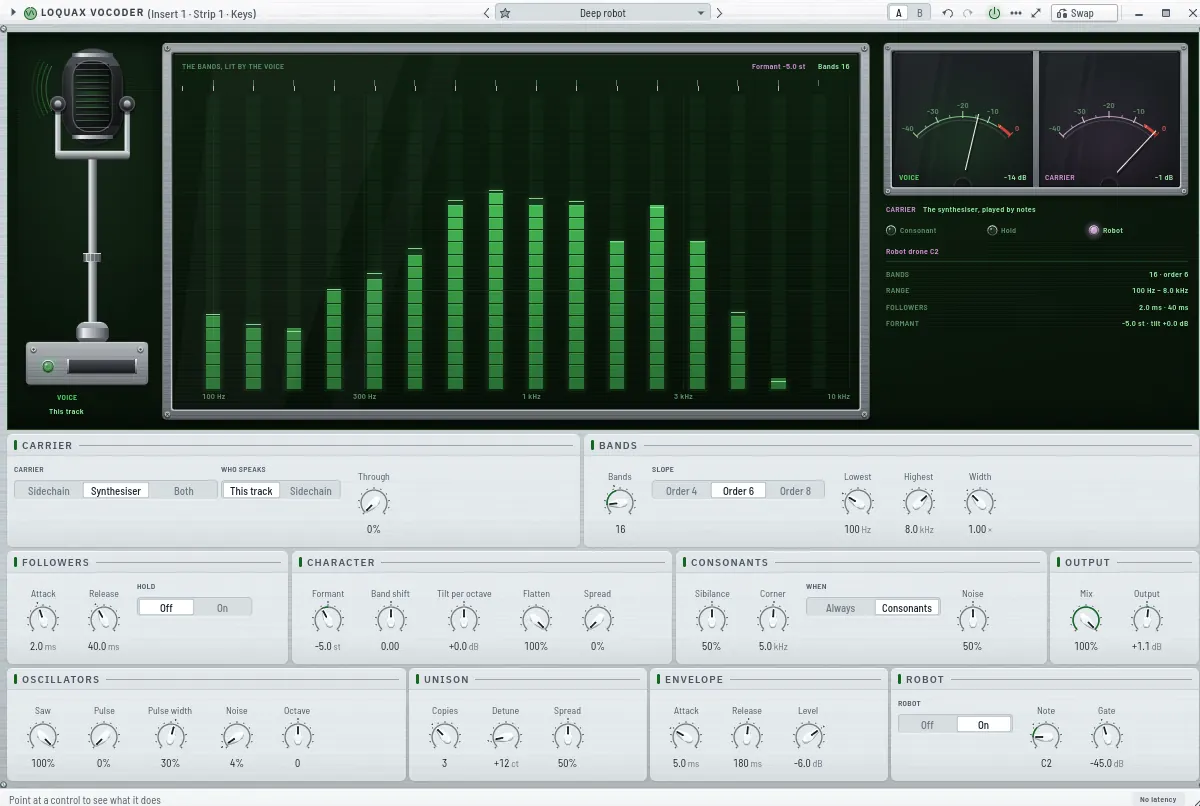 LOQUAX VOCODER (Insert 1 · Strip 1 · Keys)
Deep robot
A B
Swap
THE BANDS, LIT BY THE VOICE
Formant -5.0 st Bands 16
100 Hz 300 Hz 1 kHz 3 kHz 10 kHz
VOICE
This track
-40 -30 -20 -10 0
VOICE -14 dB
-40 -30 -20 -10 0
CARRIER -1 dB
CARRIER The synthesiser, played by notes
Consonant Hold Robot
Robot drone C2
BANDS 16 · order 6
RANGE 100 Hz – 8.0 kHz
FOLLOWERS 2.0 ms · 40 ms
FORMANT -5.0 st · tilt +0.0 dB
CARRIER
CARRIER WHO SPEAKS Through
Sidechain Synthesiser Both This track Sidechain
0%
BANDS
Bands SLOPE Lowest Highest Width
Order 4 Order 6 Order 8
16 100 Hz 8.0 kHz 1.00 ×
FOLLOWERS
Attack Release HOLD
Off On
2.0 ms 40.0 ms
CHARACTER
Formant Band shift Tilt per octave Flatten Spread
-5.0 st 0.00 +0.0 dB 100% 0%
CONSONANTS
Sibilance Corner WHEN Noise
Always Consonants
50% 5.0 kHz 50%
OUTPUT
Mix Output
100% +1.1 dB
OSCILLATORS
Saw Pulse Pulse width Noise Octave
100% 0% 30% 4% 0
UNISON
Copies Detune Spread
3 +12 ct 50%
ENVELOPE
Attack Release Level
5.0 ms 180 ms -6.0 dB
ROBOT
ROBOT Note Gate
Off On
C2 -45.0 dB
Point at a control to see what it does
No latency